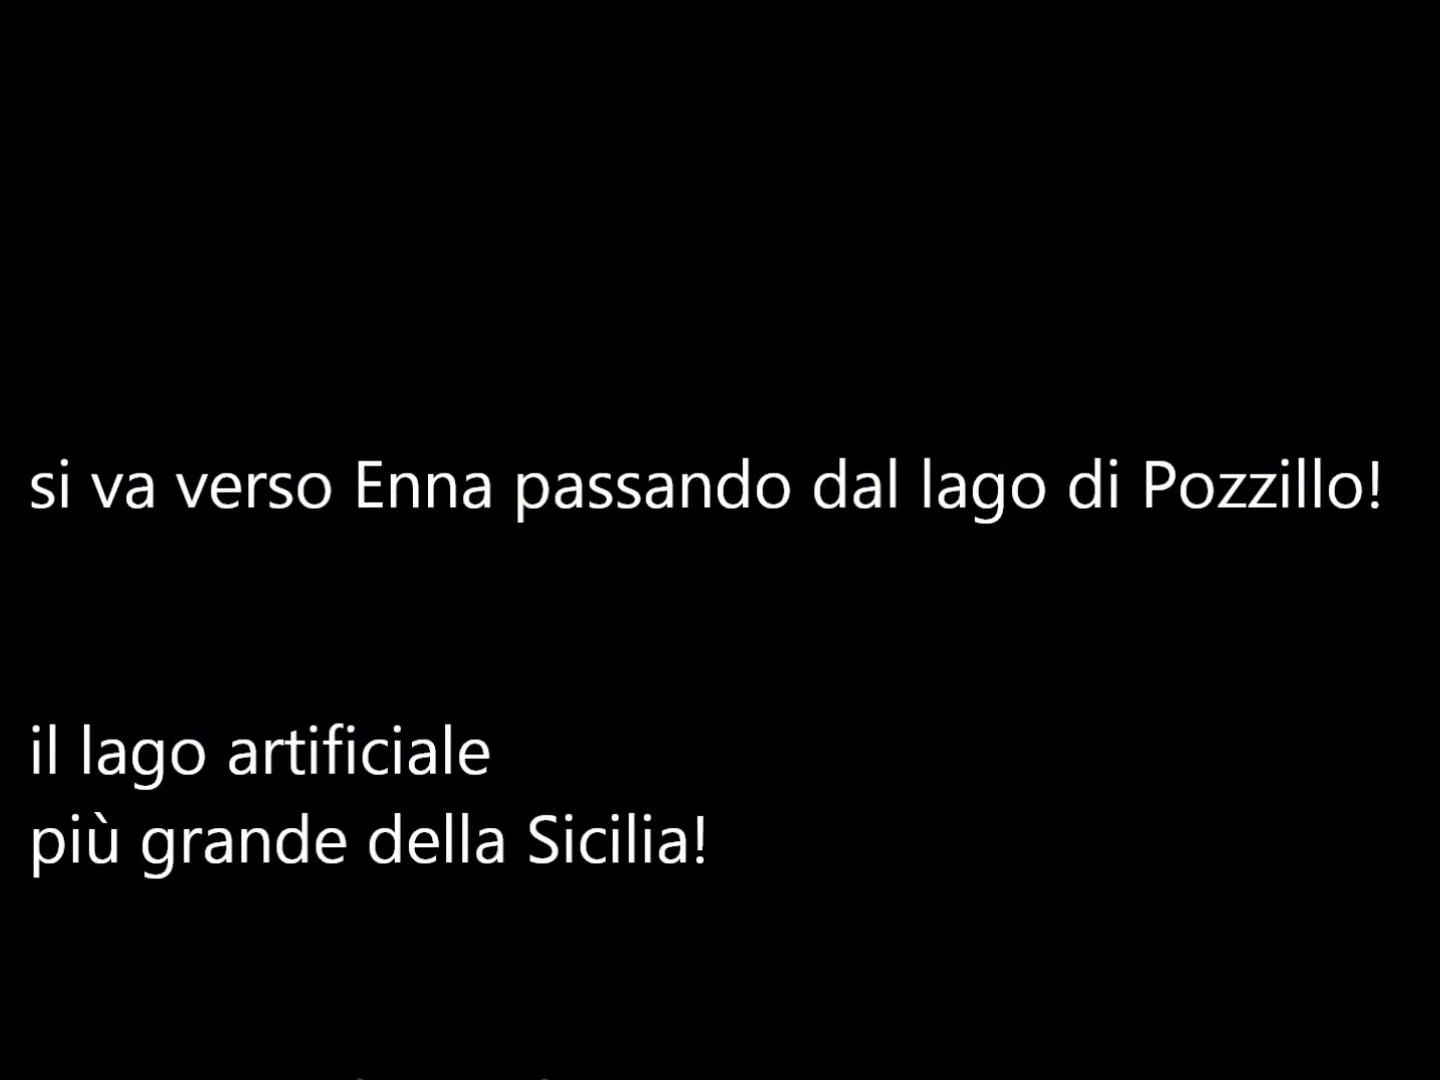 si va verso Enna passando dal lago di Pozzillo!
il lago artificiale
più grande della Sicilia!